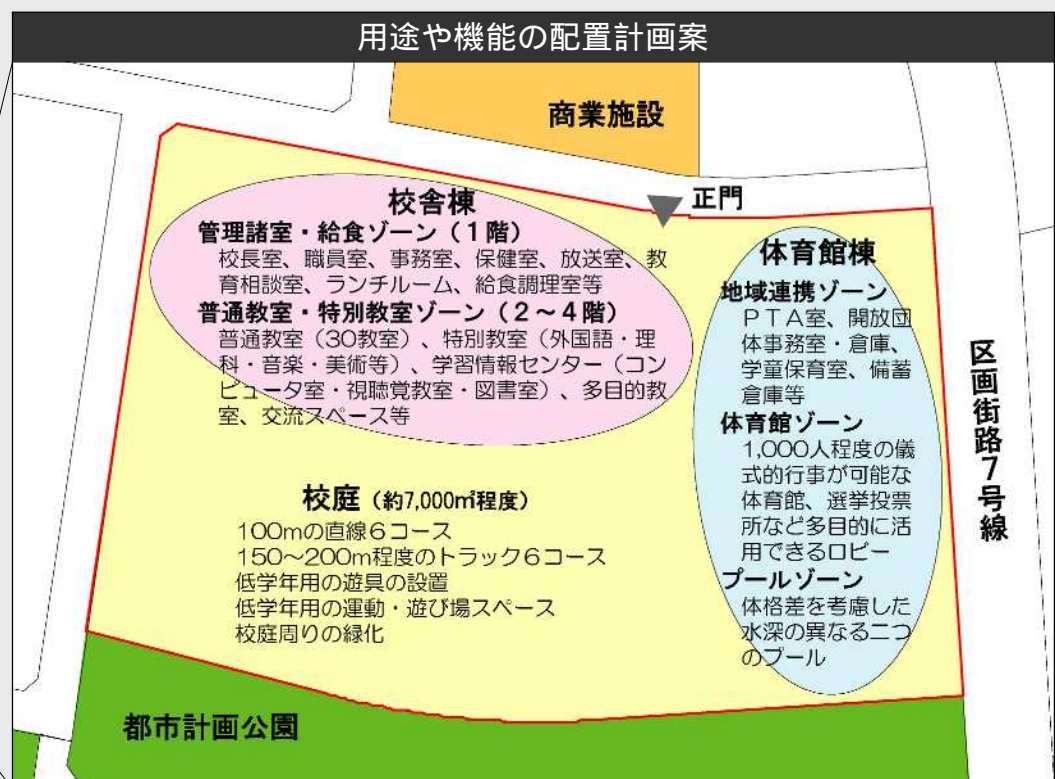 用途や機能の配置計画案
商業施設
正門
校舎棟
管理諸室・給食ゾーン（１階）
校長室、職員室、事務室、保健室、放送室、教
育相談室、ランチルーム、給食調理室等
普通教室・特別教室ゾーン（２～４階）
普通教室（30教室）、特別教室（外国語・理
科・音楽・美術等）、学習情報センター（コン
ピュータ室・視聴覚教室・図書室）、多目的教
室、交流スペース等
体育館棟
地域連携ゾーン
ＰＴＡ室、開放団
体事務室・倉庫、
学童保育室、備蓄
倉庫等
体育館ゾーン
1,000人程度の儀
式的行事が可能な
体育館、選挙投票
所など多目的に活
用できるロビー
プールゾーン
体格差を考慮した
水深の異なる二つ
のプール
区画街路７号線
校庭（約7,000㎡程度）
100mの直線６コース
150～200m程度のトラック６コース
低学年用の遊具の設置
低学年用の運動・遊び場スペース
校庭周りの緑化
都市計画公園